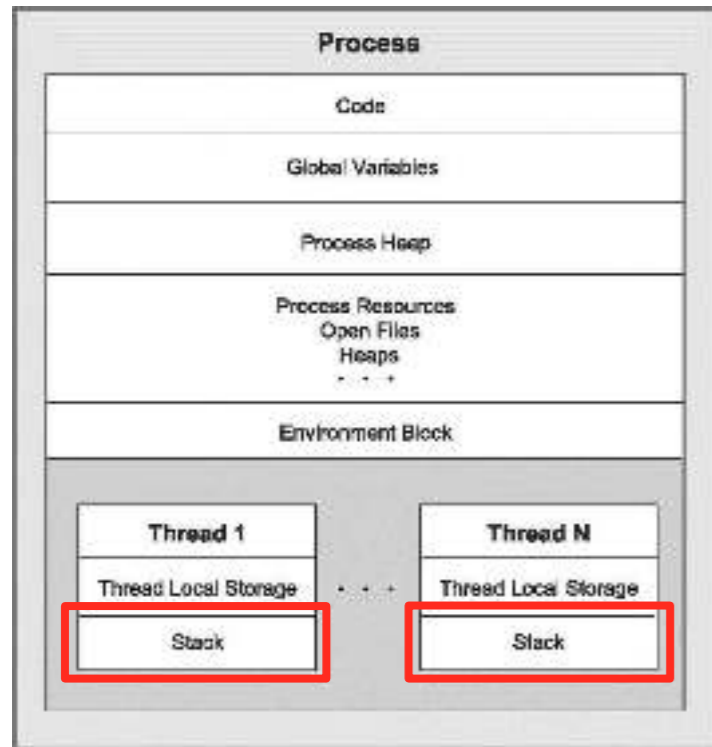 Process
Code
Global Variables
Process Heap
Process Resources
Open Files
Heaps
. . .
Environment Block
Thread 1
Thread Local Storage
Stack
. . .
Thread N
Thread Local Storage
Stack